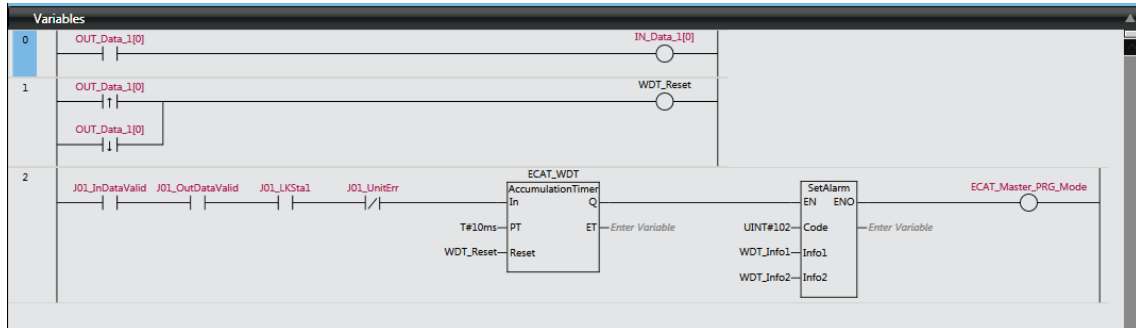 Variables
0
OUT_Data_1[0]
IN_Data_1[0]
1
OUT_Data_1[0]
WDT_Reset
OUT_Data_1[0]
2
ECAT_WDT
J01_InDataValid J01_OutDataValid J01_LKSta1 J01_UnitErr AccumulationTimer SetAlarm ECAT_Master_PRG_Mode
In Q EN ENO
T#10ms PT ET Enter Variable UINT#102 Code Enter Variable
WDT_Reset Reset WDT_Info1 Info1
WDT_Info2 Info2